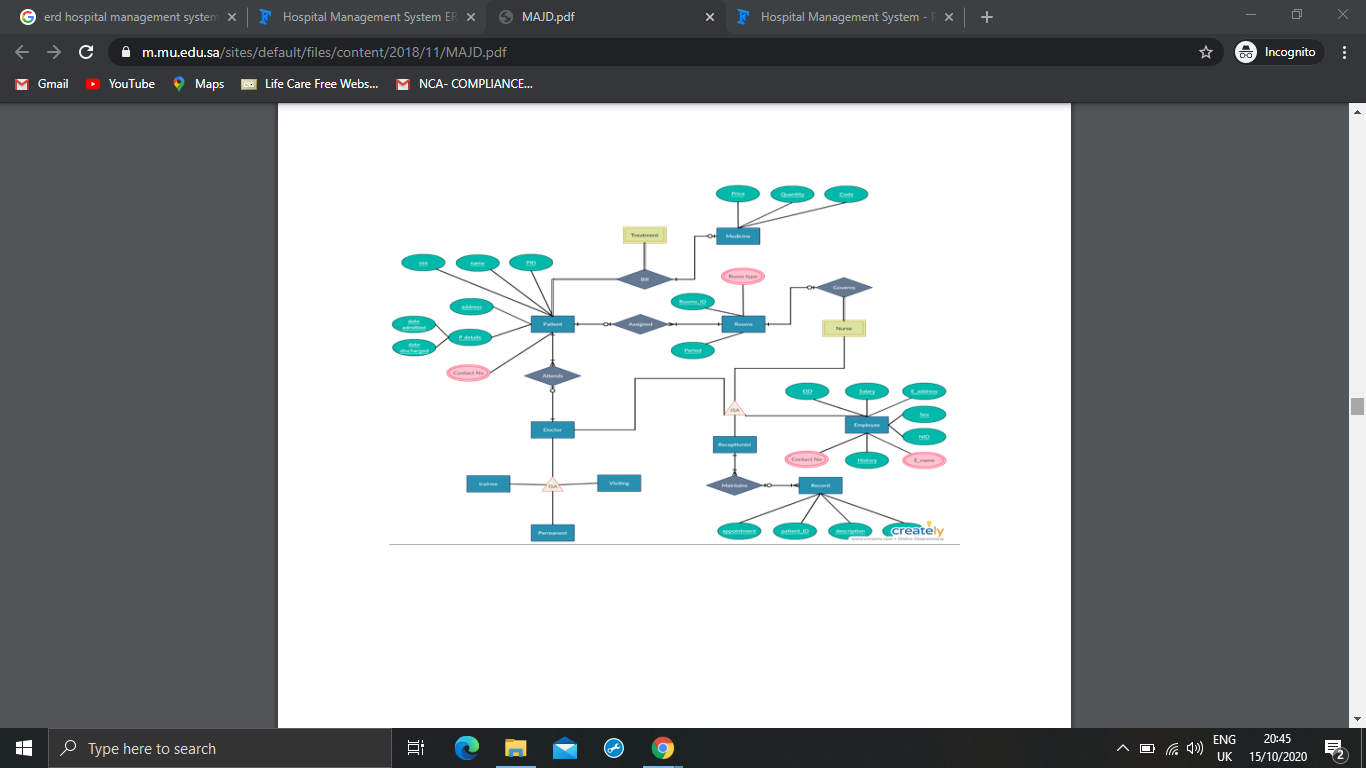 erd hospital management system
Hospital Management System ER
MAJD.pdf
Hospital Management System -
m.mu.edu.sa/sites/default/files/content/2018/11/MAJD.pdf
Incognito
Gmail
YouTube
Maps
Life Care Free Webs...
NCA- COMPLIANCE...
Price
Quantity
Code
Treatment
Medicine
sex
name
PID
Bill
Room type
Governs
address
Rooms_ID
date
admitted
Patient
Assigned
Rooms
Nurse
P details
date
discharged
Period
Contact No
Attends
EID
Salary
E_address
ISA
Sex
Employee
Doctor
NID
Receptionist
Contact No
History
E_name
trainee
ISA
Visiting
Maintains
Record
Permanent
appointment
patient_ID
description
creately
www.creately.com • Online Diagramming
Type here to search
ENG
UK
20:45
15/10/2020
2